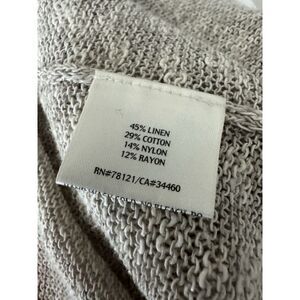 45% LINEN
29% COTTON
14% NYLON
12% RAYON
RN#78121/CA#34460